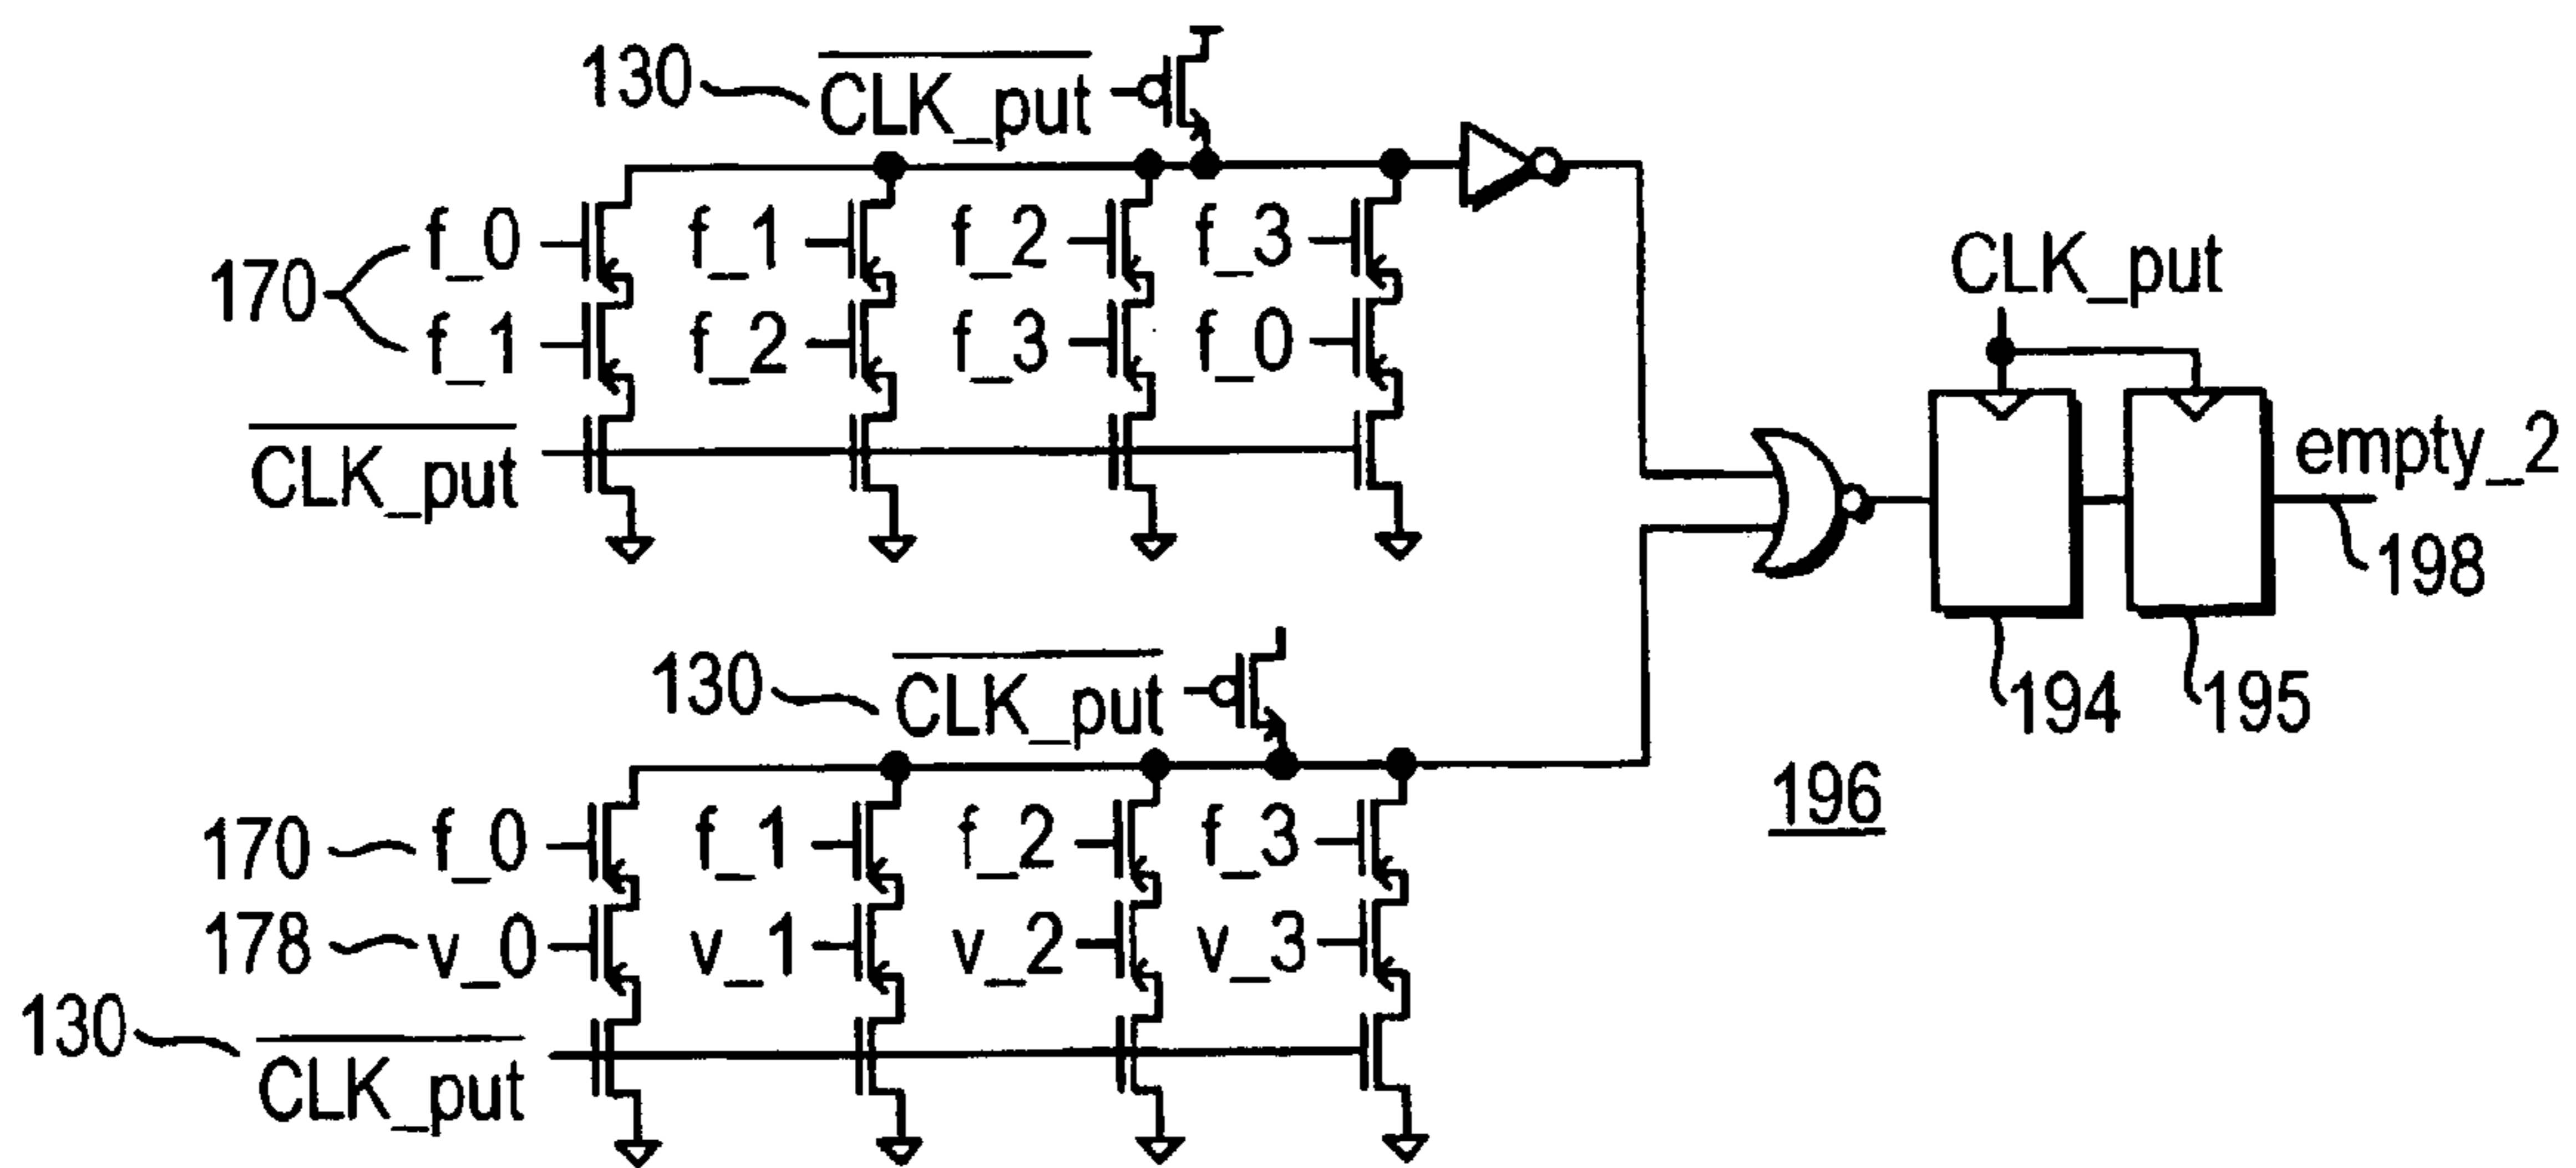 130 CLK_put
170 f_0 f_1 f_2 f_3
f_1 f_2 f_3 f_0
CLK_put
CLK_put
empty_2
198
194 195
196
130 CLK_put
170 f_0 f_1 f_2 f_3
178 v_0 v_1 v_2 v_3
130 CLK_put